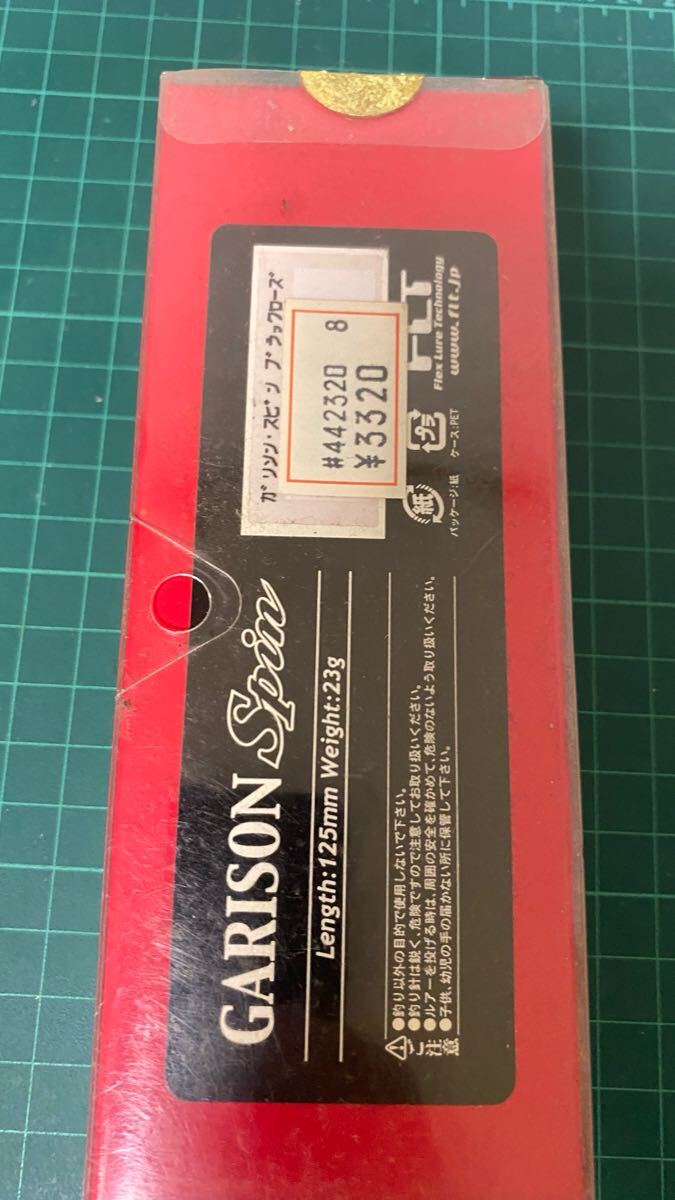 GARISON Spin
Length:125mm Weight:23g
ご注意
●釣り以外の目的で使用しないで下さい。
●釣り針は鋭く、危険ですので注意してお取り扱いください。
●ルアーを投げる時は、周囲の安全を確かめて、危険のないよう取り扱いください。
●子供、幼児の手の届かない所に保管して下さい。
ガリソン・スピン ブラックローズ
#442320 8
¥3320
紙
プラ
パッケージ:紙 ケース:PET
FLT
Flex Lure Technology
www.flt.jp